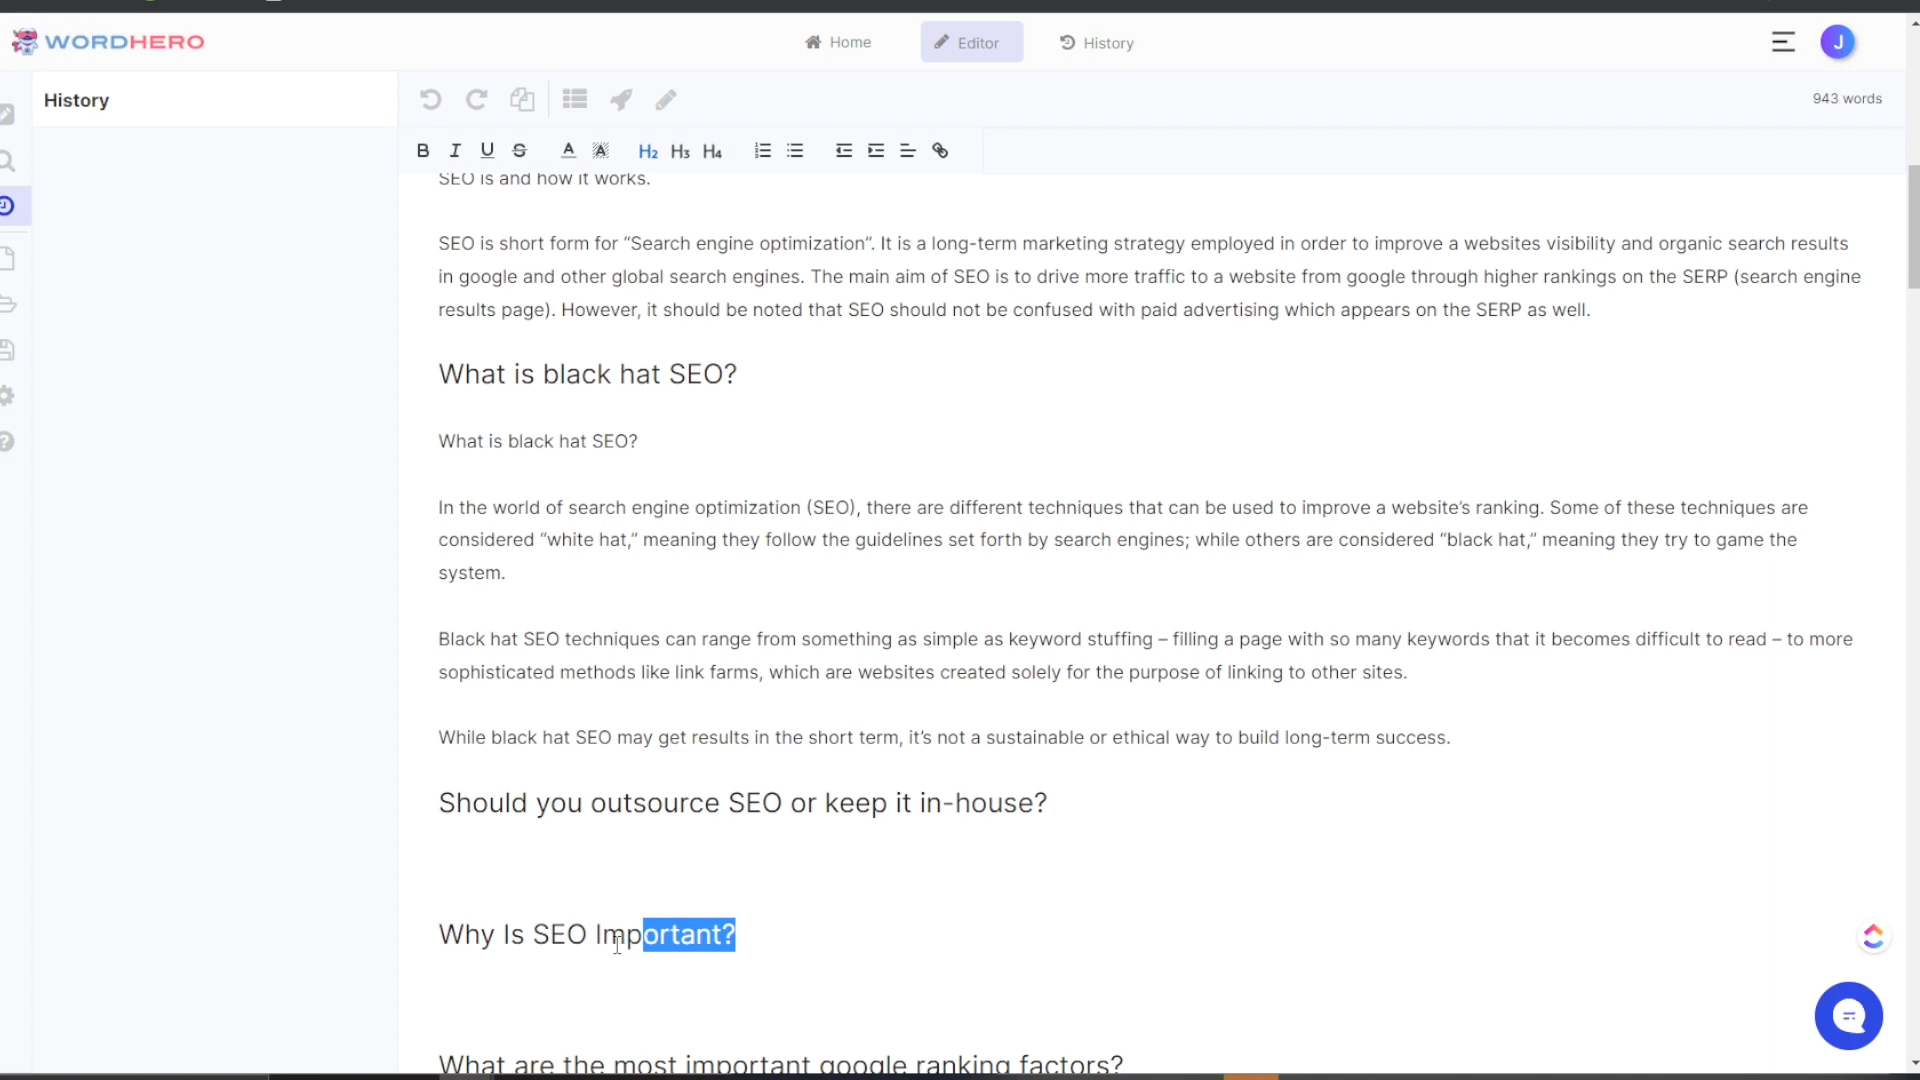 WORDHERO
Home
Editor
History
J
History
943 words
B I U S A A H2 H3 H4
SEO is and how it works.
SEO is short form for “Search engine optimization”. It is a long-term marketing strategy employed in order to improve a websites visibility and organic search results
in google and other global search engines. The main aim of SEO is to drive more traffic to a website from google through higher rankings on the SERP (search engine
results page). However, it should be noted that SEO should not be confused with paid advertising which appears on the SERP as well.
What is black hat SEO?
What is black hat SEO?
In the world of search engine optimization (SEO), there are different techniques that can be used to improve a website’s ranking. Some of these techniques are
considered “white hat,” meaning they follow the guidelines set forth by search engines; while others are considered “black hat,” meaning they try to game the
system.
Black hat SEO techniques can range from something as simple as keyword stuffing – filling a page with so many keywords that it becomes difficult to read – to more
sophisticated methods like link farms, which are websites created solely for the purpose of linking to other sites.
While black hat SEO may get results in the short term, it’s not a sustainable or ethical way to build long-term success.
Should you outsource SEO or keep it in-house?
Why Is SEO Important?
What are the most important google ranking factors?